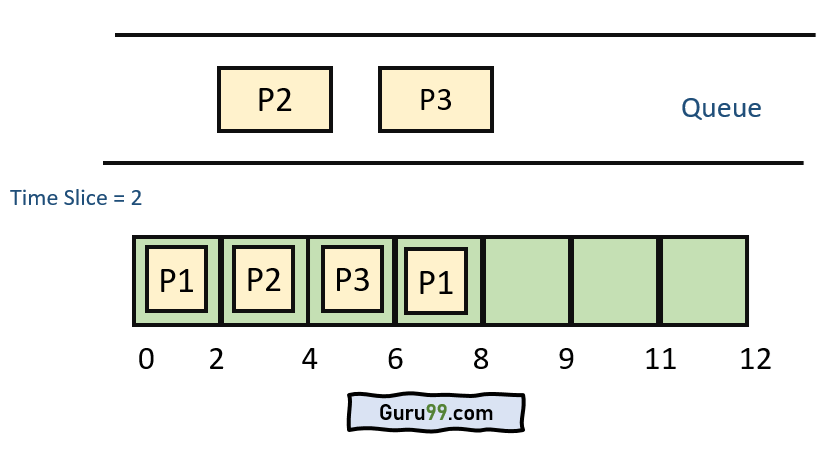 P2 P3 Queue
Time Slice = 2
P1 P2 P3 P1
0 2 4 6 8 9 11 12
Guru99.com